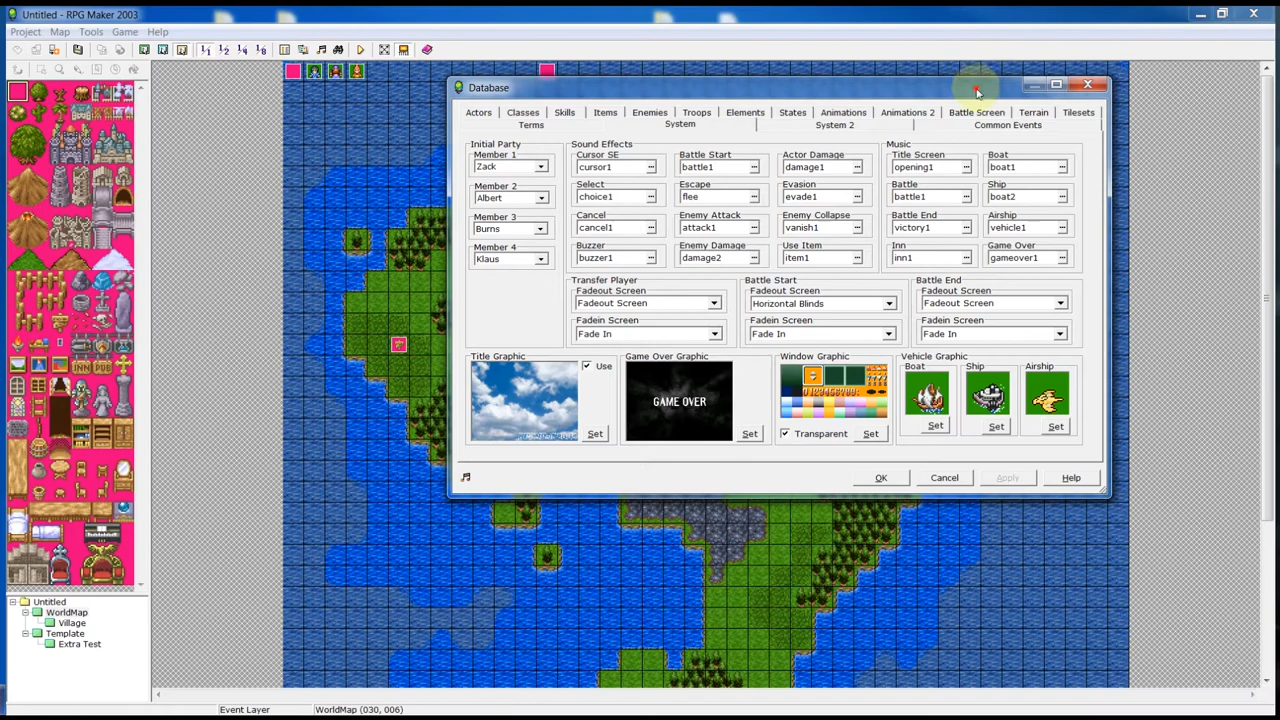 Untitled - RPG Maker 2003
Project Map Tools Game Help
Database
Actors Classes Skills Items Enemies Troops Elements States Animations Animations 2 Battle Screen Terrain Tilesets
Terms System System 2 Common Events
Initial Party
Member 1
Zack
Member 2
Albert
Member 3
Burns
Member 4
Klaus
Sound Effects
Cursor SE Battle Start Actor Damage
cursor1 battle1 damage1
Select Escape Evasion
choice1 flee evade1
Cancel Enemy Attack Enemy Collapse
cancel1 attack1 vanish1
Buzzer Enemy Damage Use Item
buzzer1 damage2 item1
Music
Title Screen Boat
opening1 boat1
Battle Ship
battle1 boat2
Battle End Airship
victory1 vehicle1
Inn Game Over
inn1 gameover1
Transfer Player
Fadeout Screen
Fadeout Screen
Fadein Screen
Fade In
Battle Start
Fadeout Screen
Horizontal Blinds
Fadein Screen
Fade In
Battle End
Fadeout Screen
Fadeout Screen
Fadein Screen
Fade In
Title Graphic
Use
Set
Game Over Graphic
GAME OVER
Set
Window Graphic
Transparent Set
Vehicle Graphic
Boat Ship Airship
Set Set Set
OK Cancel Apply Help
INN PUB
Untitled
WorldMap
Village
Template
Extra Test
Event Layer WorldMap (030, 006)